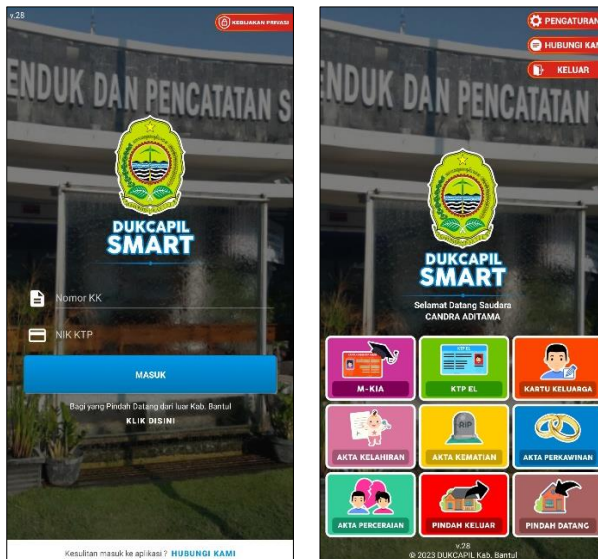 v.28
KEBIJAKAN PRIVASI
ENDUK DAN PENCATATAN S
DUKCAPIL
SMART
Nomor KK
NIK KTP
MASUK
Bagi yang Pindah Datang dari luar Kab. Bantul
KLIK DISINI
Kesulitan masuk ke aplikasi ? HUBUNGI KAMI
PENGATURAN
HUBUNGI KAM
KELUAR
ENDUK DAN PENCATATAN
DUKCAPIL
SMART
Selamat Datang Saudara
CANDRA ADITAMA
M-KIA
KTP EL
KARTU KELUARGA
RIP
AKTA KELAHIRAN
AKTA KEMATIAN
AKTA PERKAWINAN
AKTA PERCERAIAN
PINDAH KELUAR
PINDAH DATANG
v.28
© 2023 DUKCAPIL Kab. Bantul